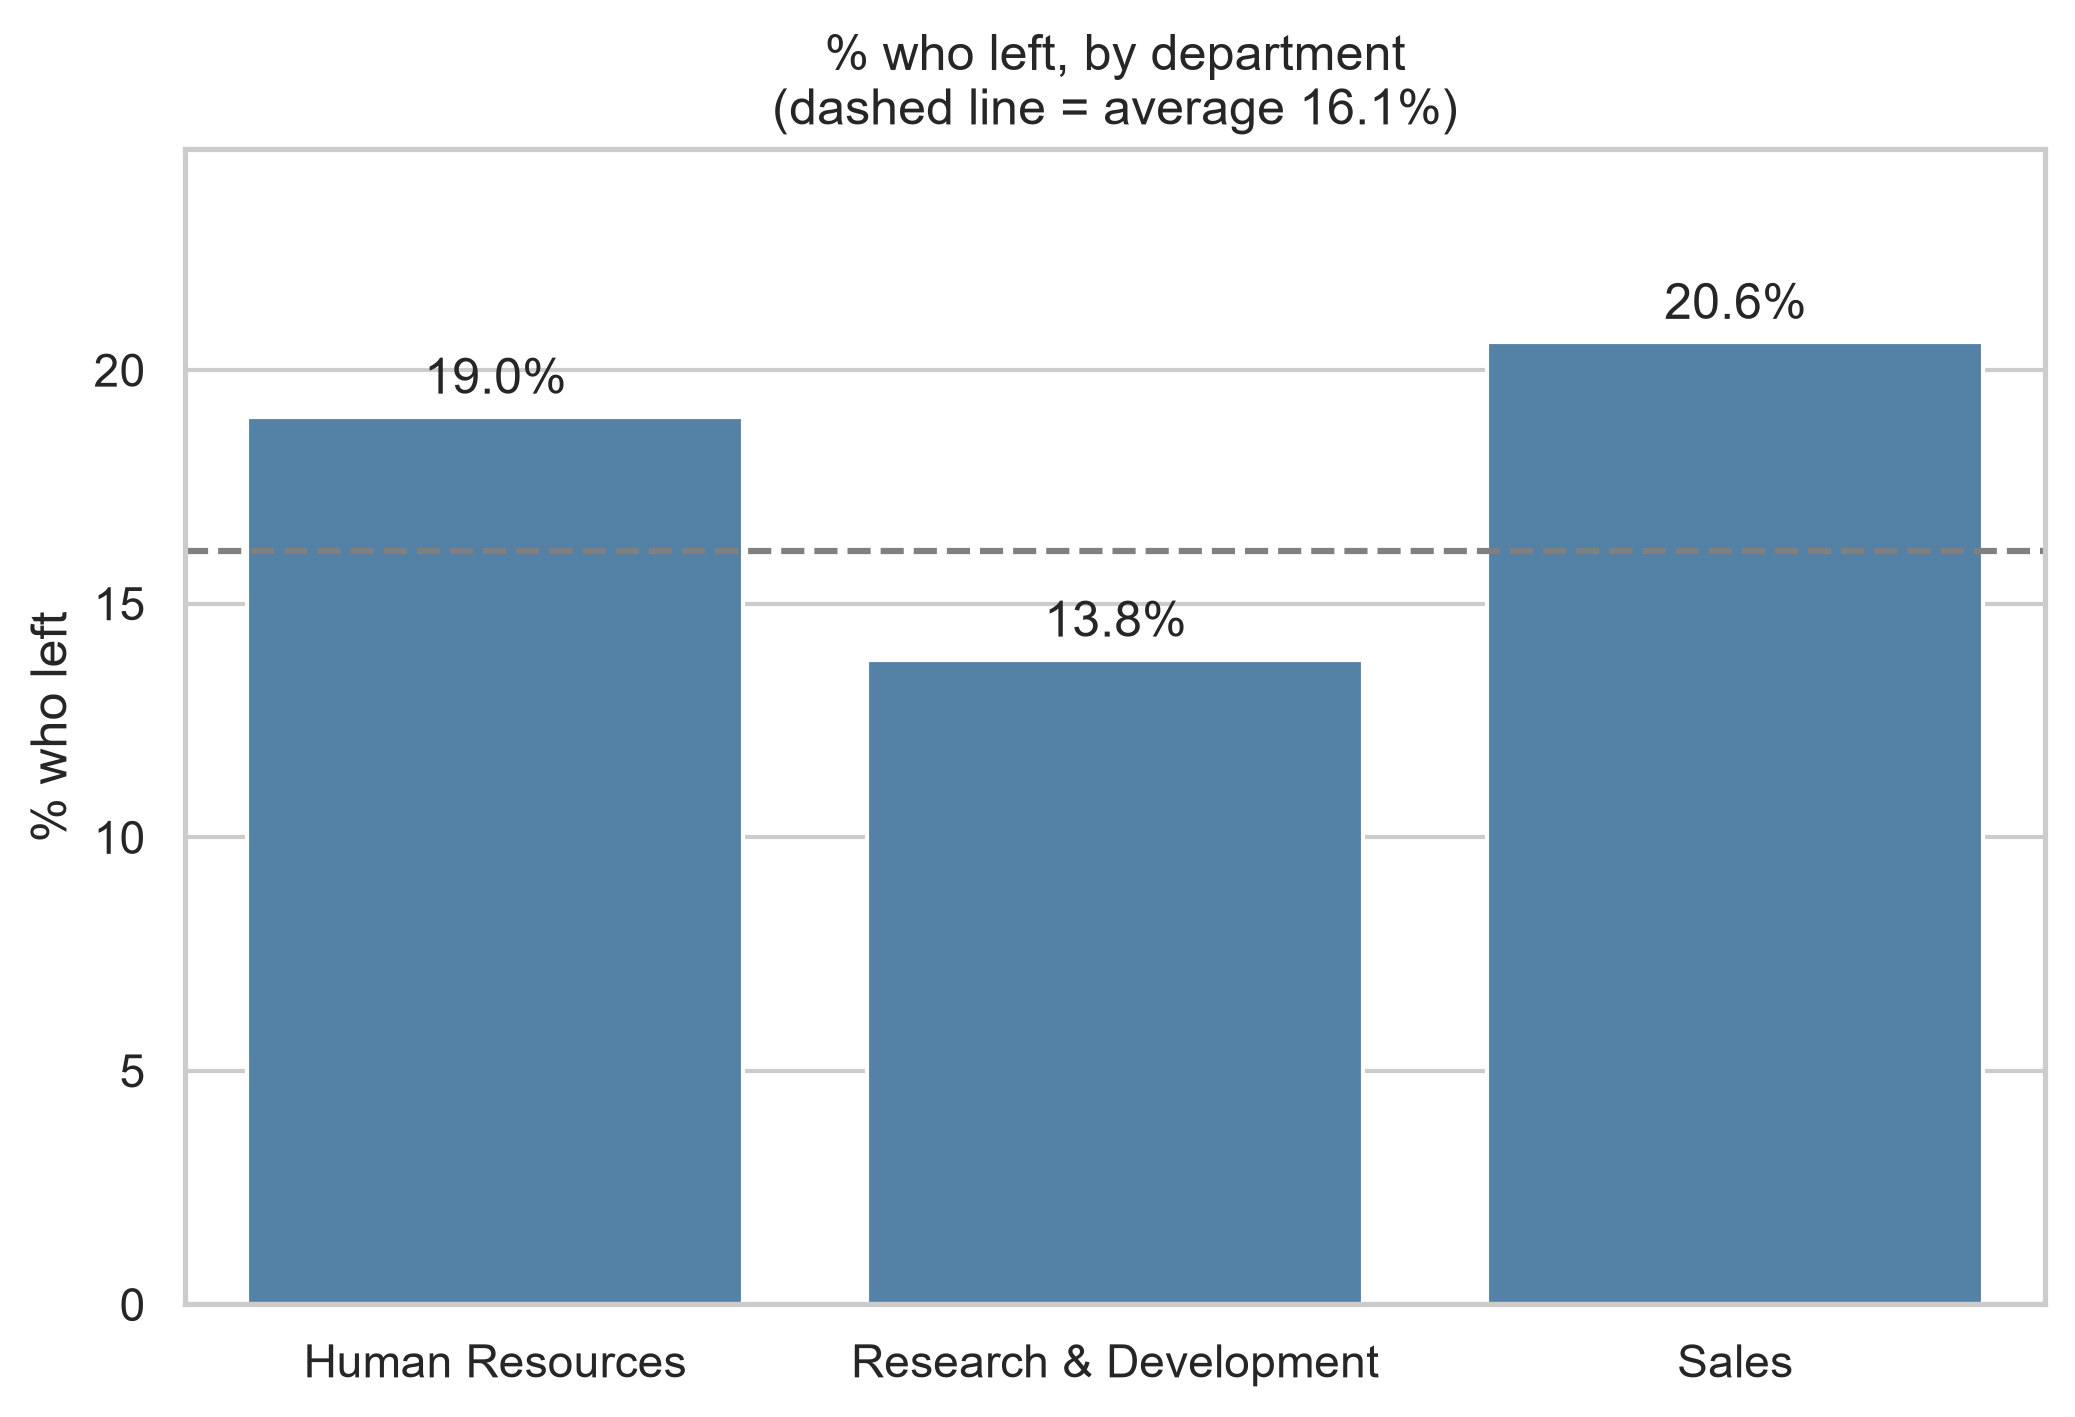 % who left, by department
(dashed line = average 16.1%)
% who left
20
15
10
5
0
19.0%
13.8%
20.6%
Human Resources
Research & Development
Sales